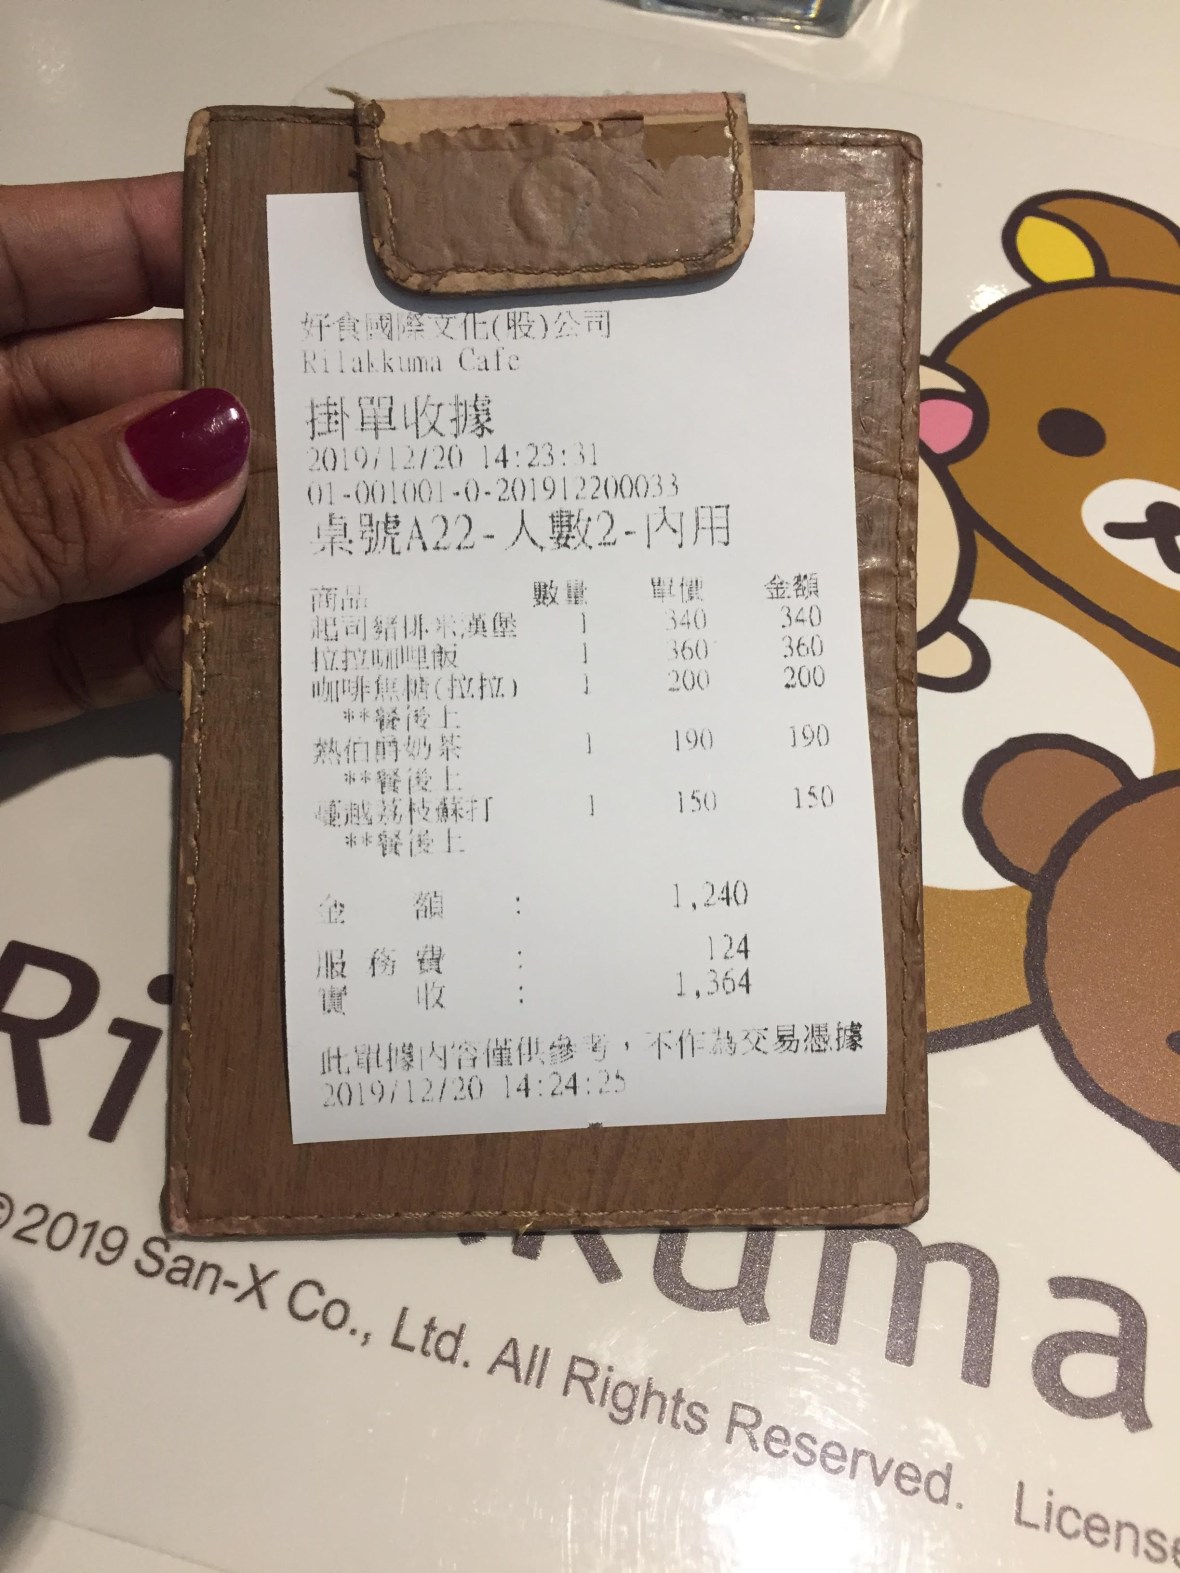 好食國際文化(股)公司
Rilakkuma Cafe
掛單收據
2019/12/20 14:23:31
01-001001-0-201912200033
桌號A22-人數2-內用
商品 數量 單價 金額
起司豬排米漢堡 1 340 340
拉拉咖哩飯 1 360 360
咖啡焦糖(拉拉) 1 200 200
**餐後上
熱伯爵奶茶 1 190 190
**餐後上
蔓越荔枝蘇打 1 150 150
**餐後上
金 額 : 1,240
服 務 費 : 124
實 收 : 1,364
此單據內容僅供參考，不作為交易憑據
2019/12/20 14:24:25
Ri kuma
©2019 San-X Co., Ltd. All Rights Reserved. License